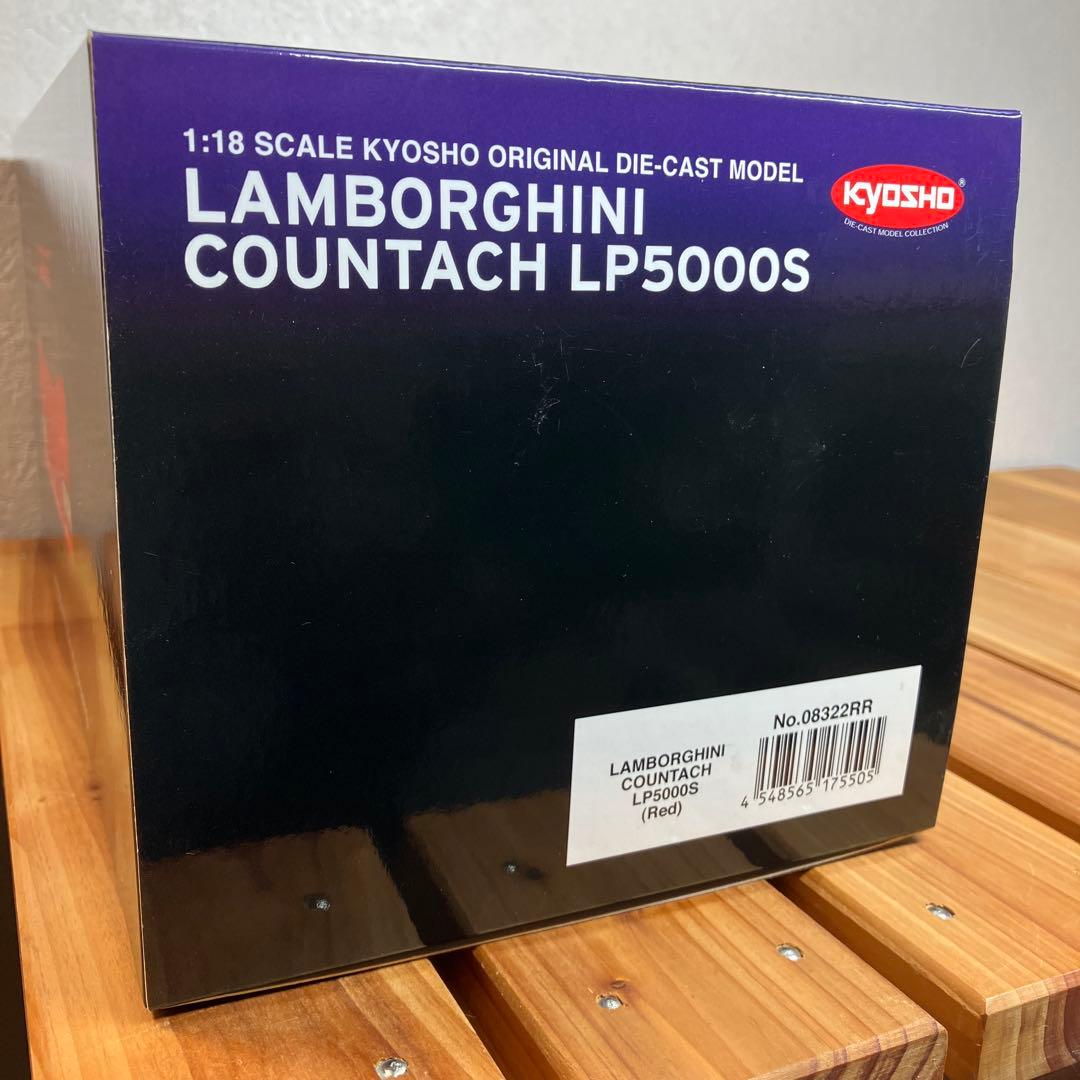 1:18 SCALE KYOSHO ORIGINAL DIE-CAST MODEL
LAMBORGHINI
COUNTACH LP5000S
KYOSHO®
DIE-CAST MODEL COLLECTION
No.08322RR
LAMBORGHINI
COUNTACH
LP5000S
(Red)
4 548565 175505